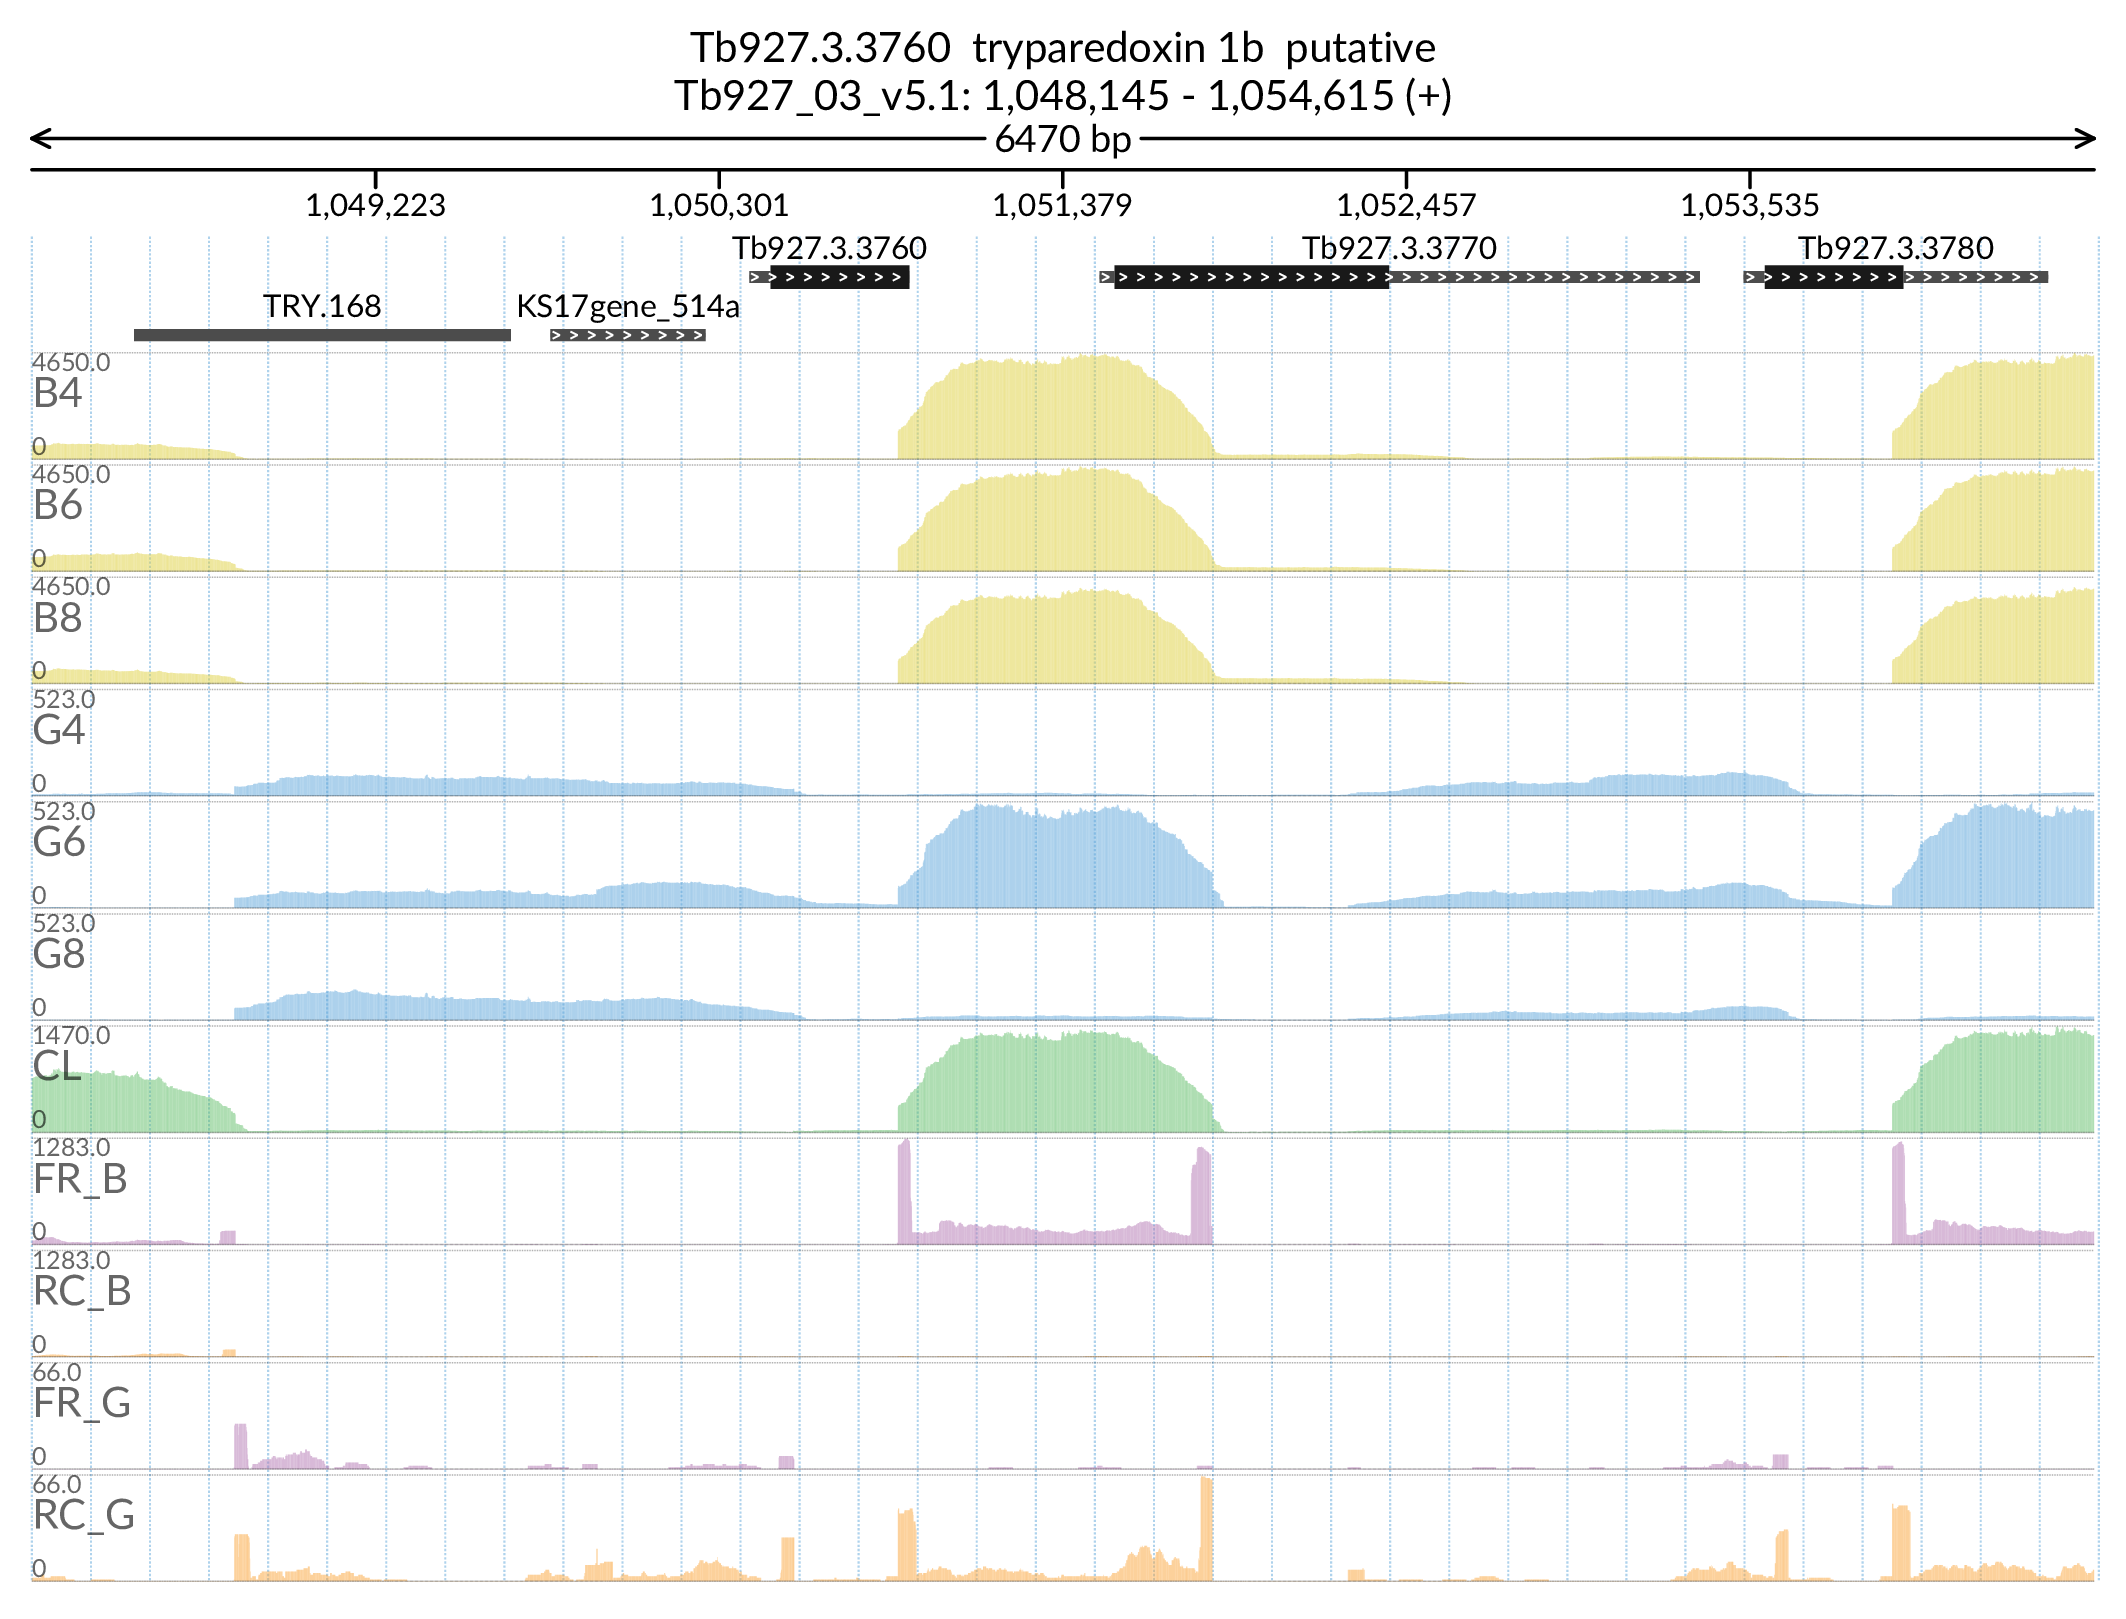 Tb927.3.3760 tryparedoxin 1b putative
Tb927_03_v5.1: 1,048,145 - 1,054,615 (+)
6470 bp
1,049,223 1,050,301 1,051,379 1,052,457 1,053,535
Tb927.3.3760 Tb927.3.3770 Tb927.3.3780
TRY.168 KS17gene_514a
4650.0
B4
0
4650.0
B6
0
4650.0
B8
0
523.0
G4
0
523.0
G6
0
523.0
G8
0
1470.0
CL
0
1283.0
FR_B
0
1283.0
RC_B
0
66.0
FR_G
0
66.0
RC_G
0